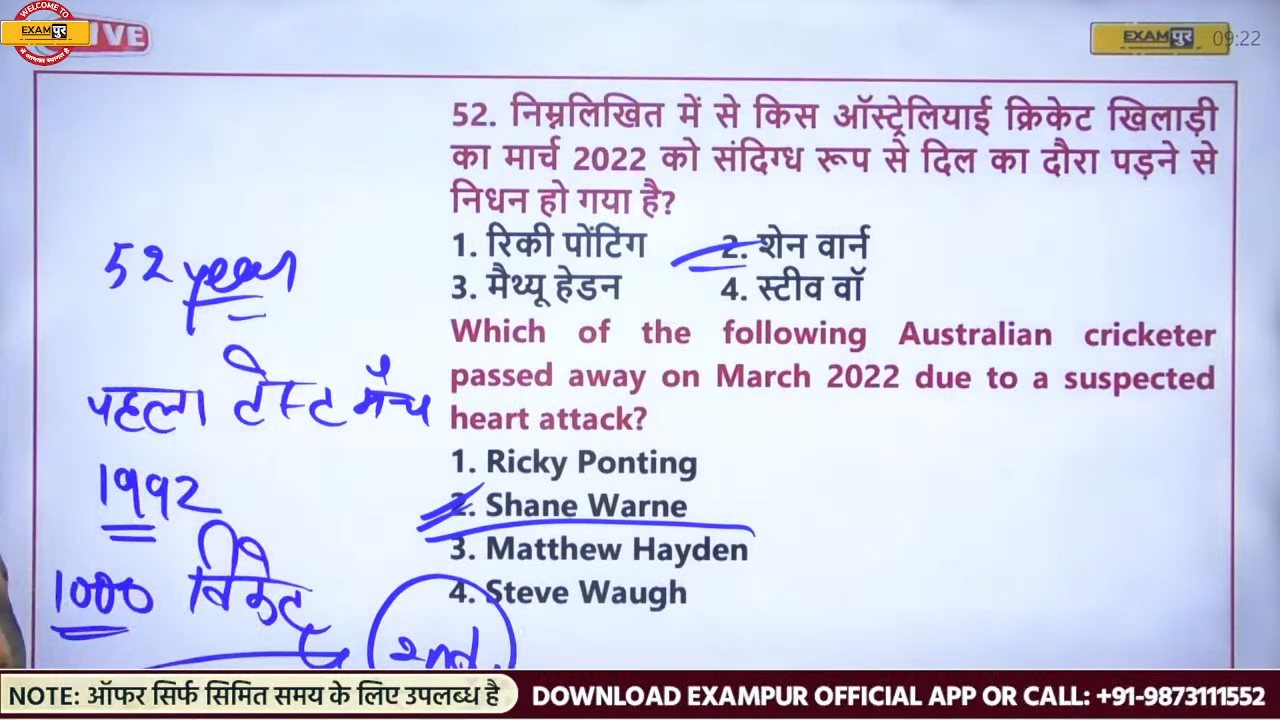 WELCOME TO
EXAMपुर
में आपका स्वागत है
LIVE
EXAMपुर
09:22
52. निम्नलिखित में से किस ऑस्ट्रेलियाई क्रिकेट खिलाड़ी
का मार्च 2022 को संदिग्ध रूप से दिल का दौरा पड़ने से
निधन हो गया है?
1. रिकी पोंटिंग 2. शेन वार्न
3. मैथ्यू हेडन 4. स्टीव वॉ
Which of the following Australian cricketer
passed away on March 2022 due to a suspected
heart attack?
1. Ricky Ponting
2. Shane Warne
3. Matthew Hayden
4. Steve Waugh
52 year
पहला टेस्ट मैच
1992
1000 विकेट
2nd.
NOTE: ऑफर सिर्फ सिमित समय के लिए उपलब्ध है
DOWNLOAD EXAMPUR OFFICIAL APP OR CALL: +91-9873111552